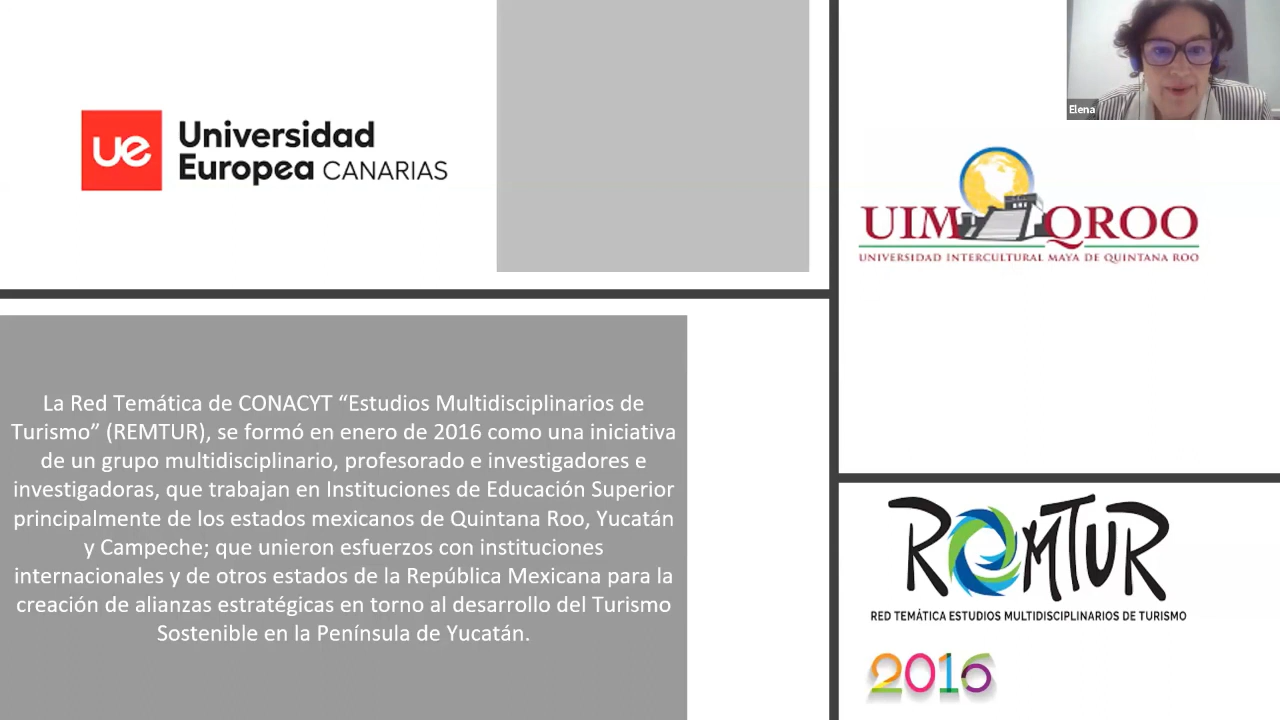 ue
Universidad
Europea CANARIAS
Elena
UIMQROO
UNIVERSIDAD INTERCULTURAL MAYA DE QUINTANA ROO
La Red Temática de CONACYT “Estudios Multidisciplinarios de
Turismo” (REMTUR), se formó en enero de 2016 como una iniciativa
de un grupo multidisciplinario, profesorado e investigadores e
investigadoras, que trabajan en Instituciones de Educación Superior
principalmente de los estados mexicanos de Quintana Roo, Yucatán
y Campeche; que unieron esfuerzos con instituciones
internacionales y de otros estados de la República Mexicana para la
creación de alianzas estratégicas en torno al desarrollo del Turismo
Sostenible en la Península de Yucatán.
REMTUR
RED TEMÁTICA ESTUDIOS MULTIDISCIPLINARIOS DE TURISMO
2016